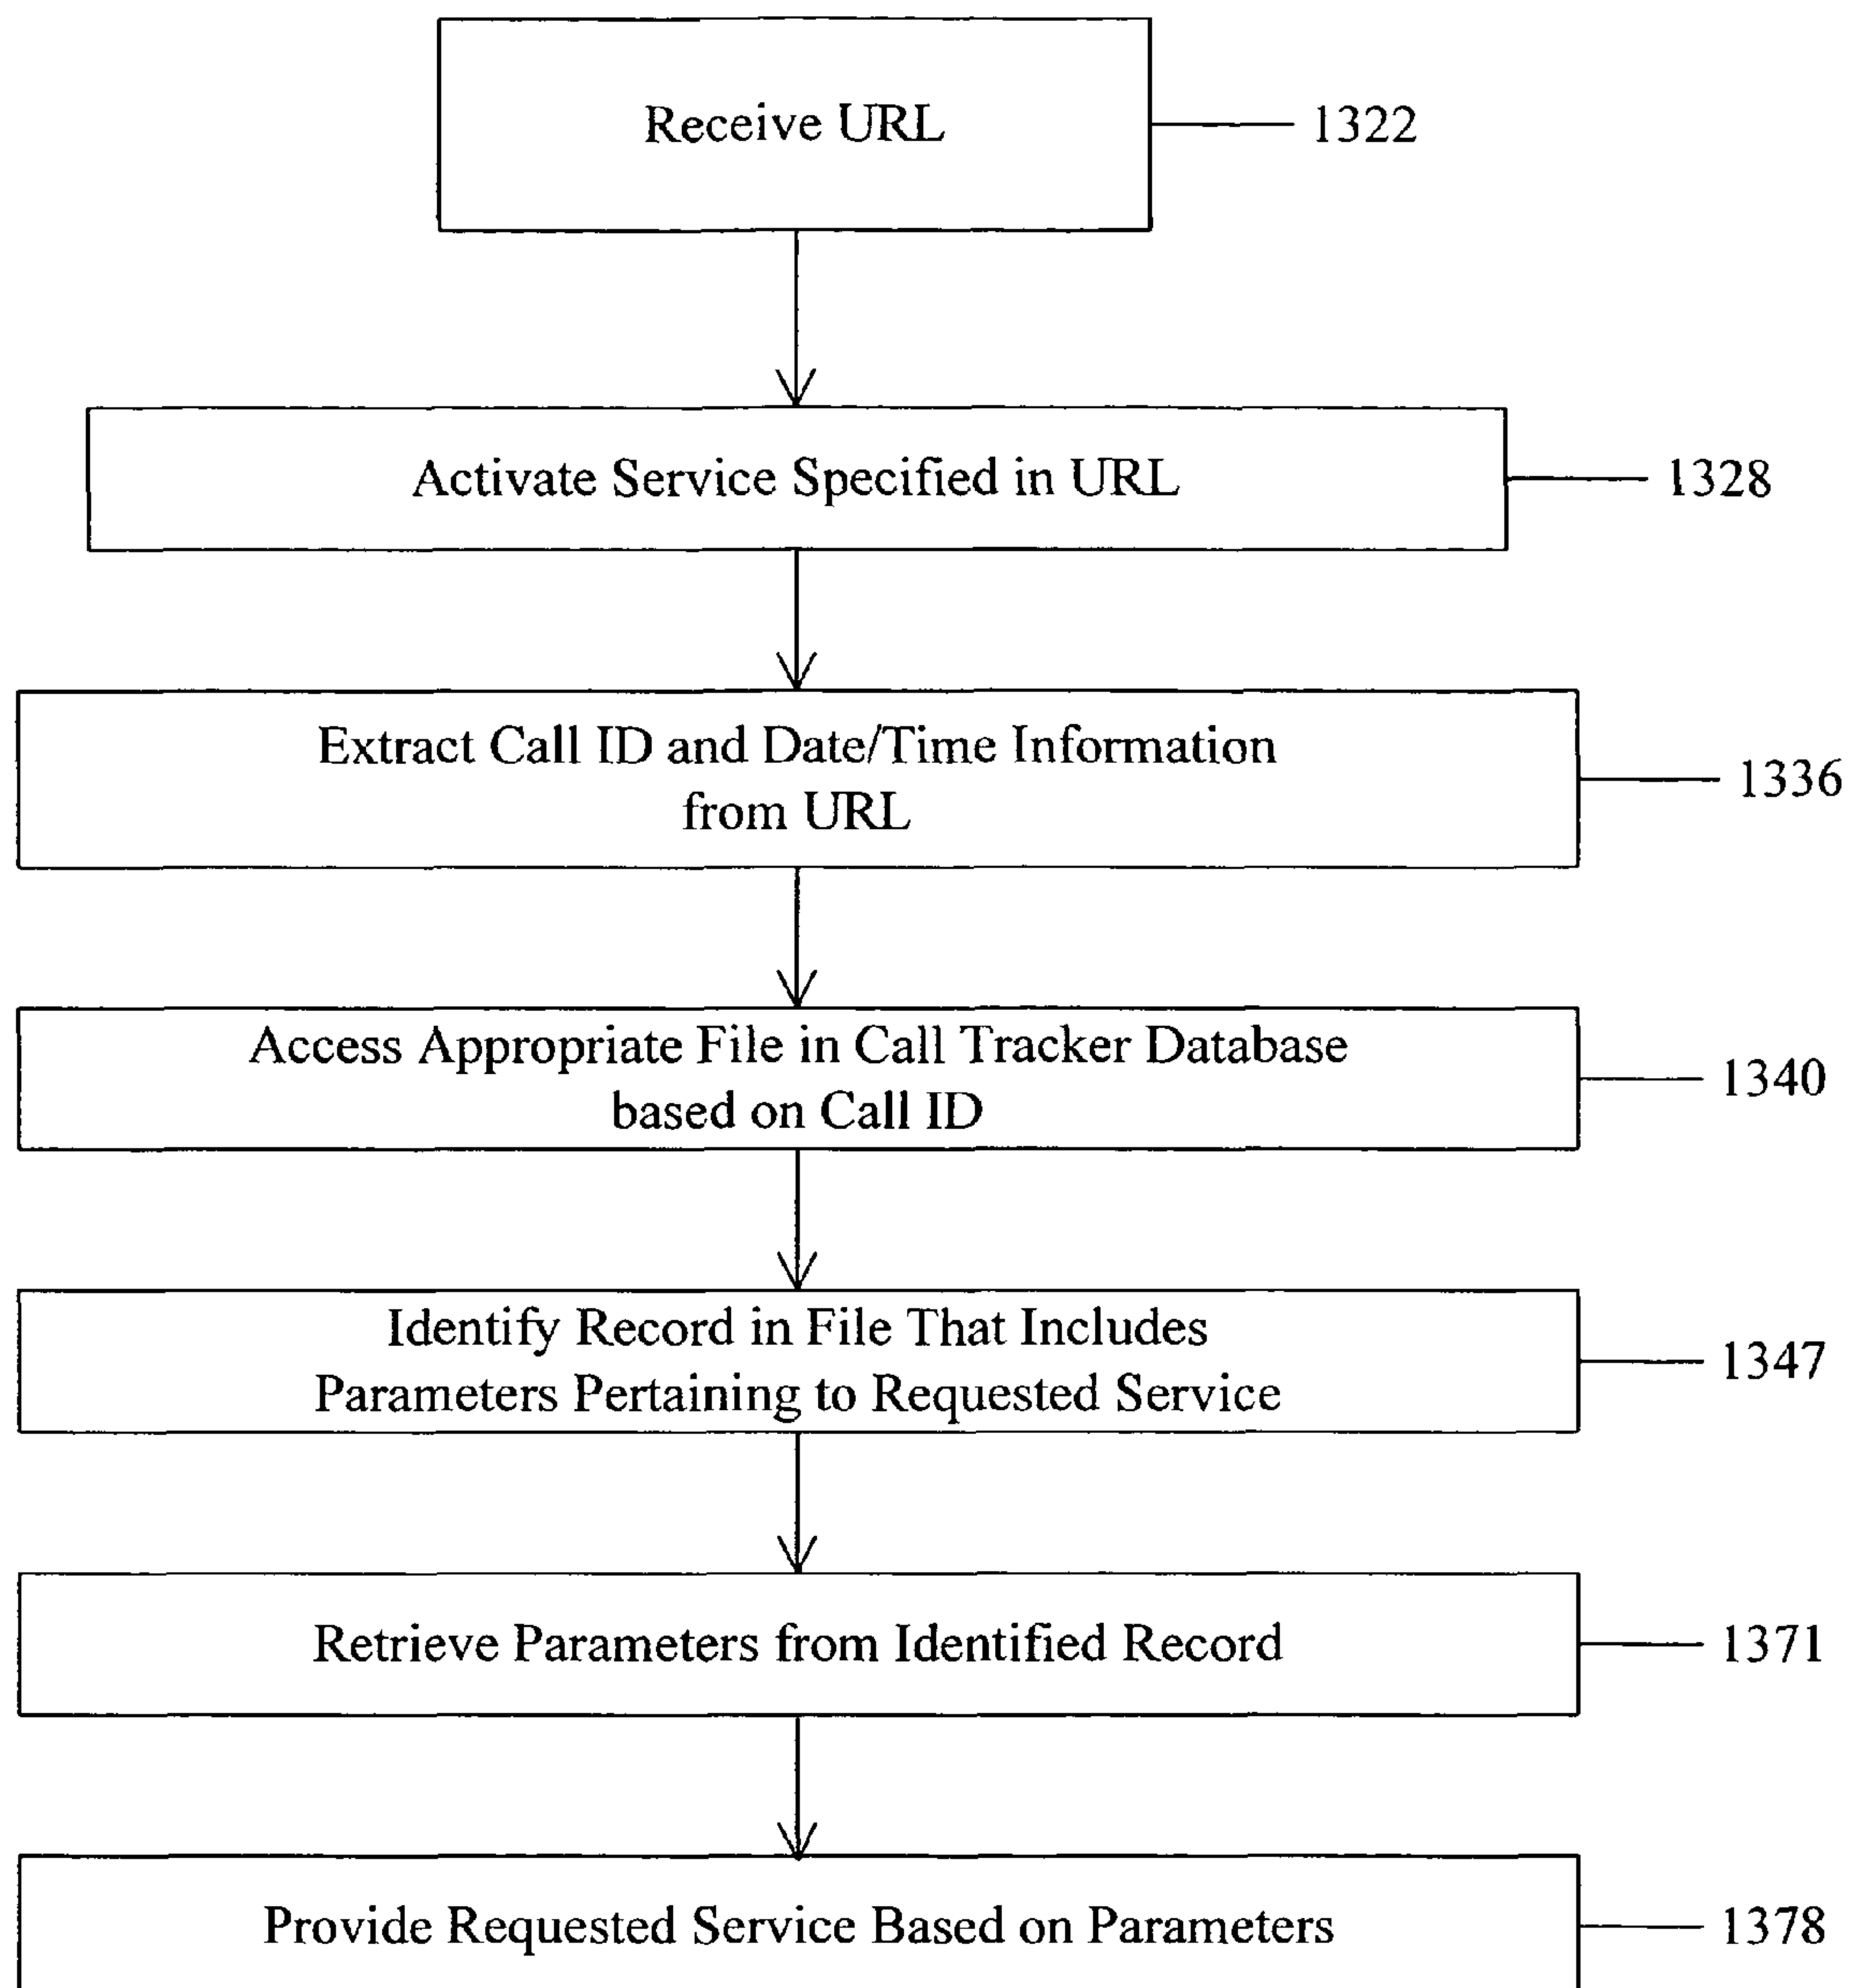 Receive URL
1322
Activate Service Specified in URL
1328
Extract Call ID and Date/Time Information
from URL
1336
Access Appropriate File in Call Tracker Database
based on Call ID
1340
Identify Record in File That Includes
Parameters Pertaining to Requested Service
1347
Retrieve Parameters from Identified Record
1371
Provide Requested Service Based on Parameters
1378